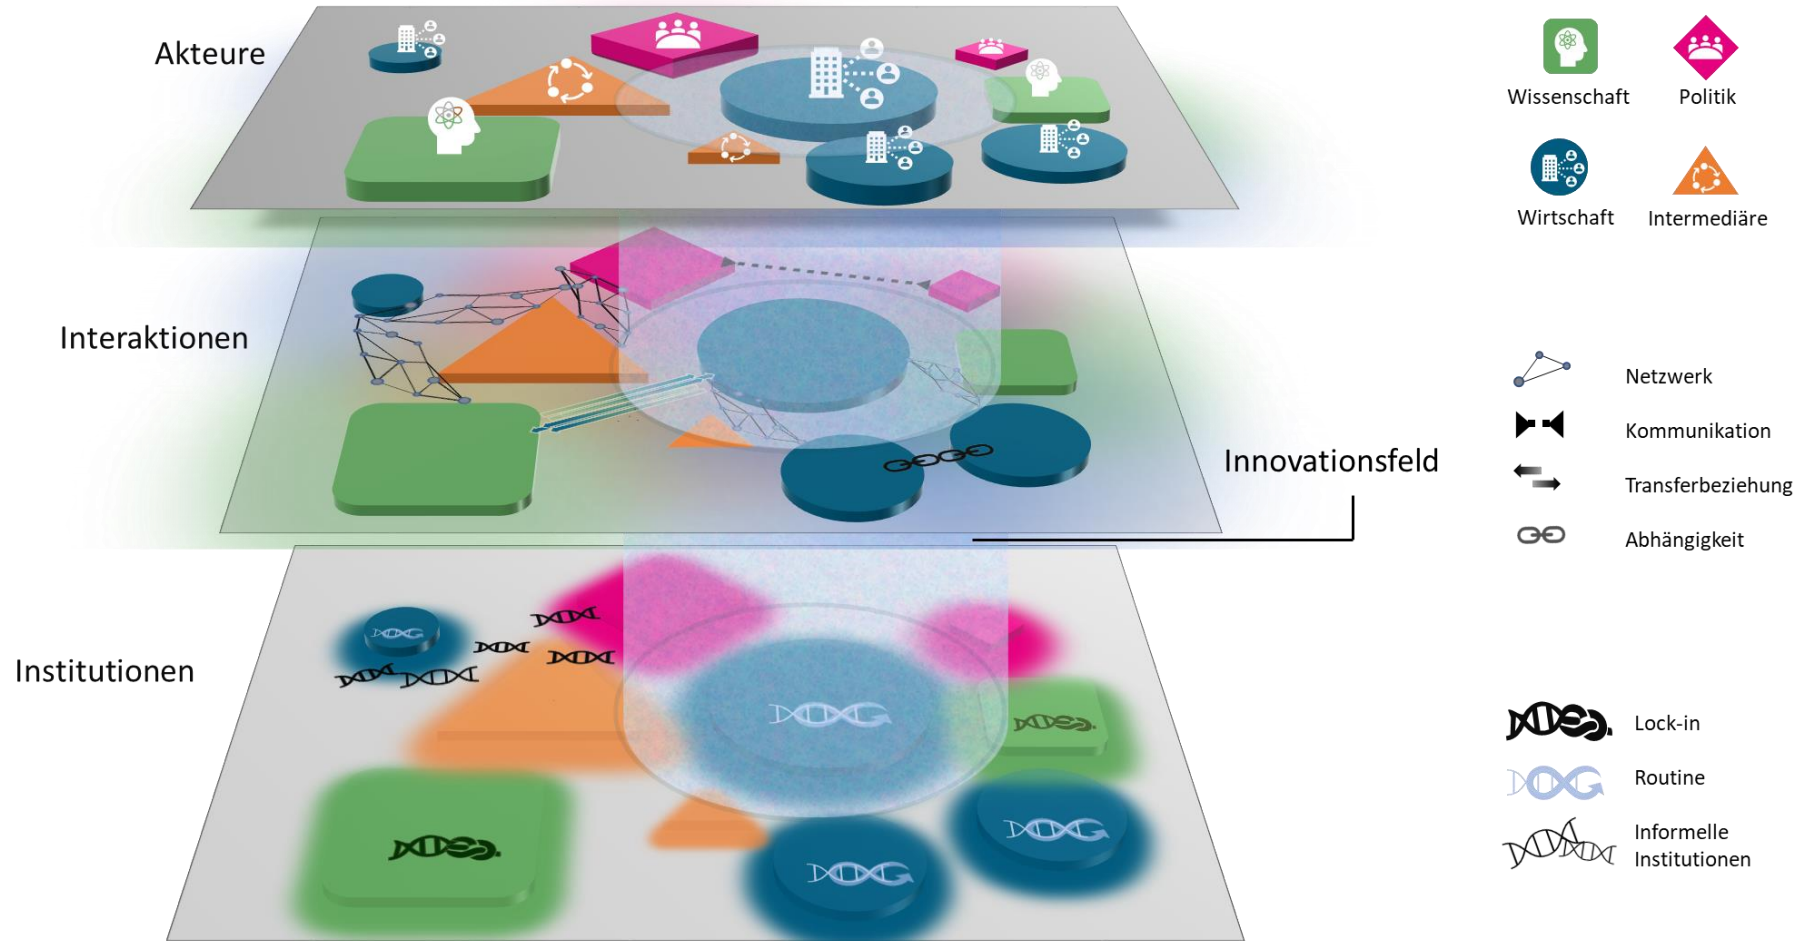 Akteure
Interaktionen
Institutionen
Innovationsfeld
Wissenschaft
Politik
Wirtschaft
Intermediäre
Netzwerk
Kommunikation
Transferbeziehung
Abhängigkeit
Lock-in
Routine
Informelle
Institutionen